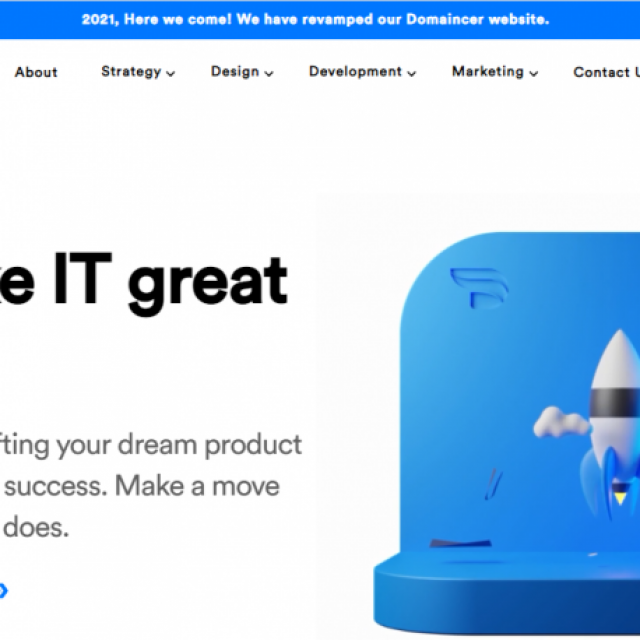 2021, Here we come! We have revamped our Domaincer website.
About Strategy Design Development Marketing Contact U
ke IT great
fting your dream product
success. Make a move
does.